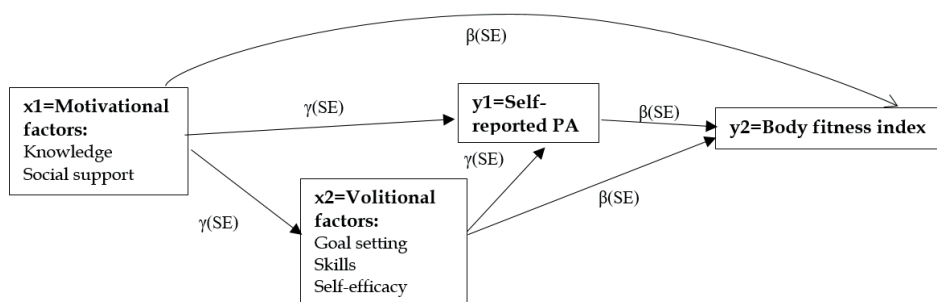 β(SE)
x1=Motivational
factors:
Knowledge
Social support
γ(SE)
y1=Self-
reported PA
β(SE)
y2=Body fitness index
γ(SE)
γ(SE)
x2=Volitional
factors:
Goal setting
Skills
Self-efficacy
β(SE)